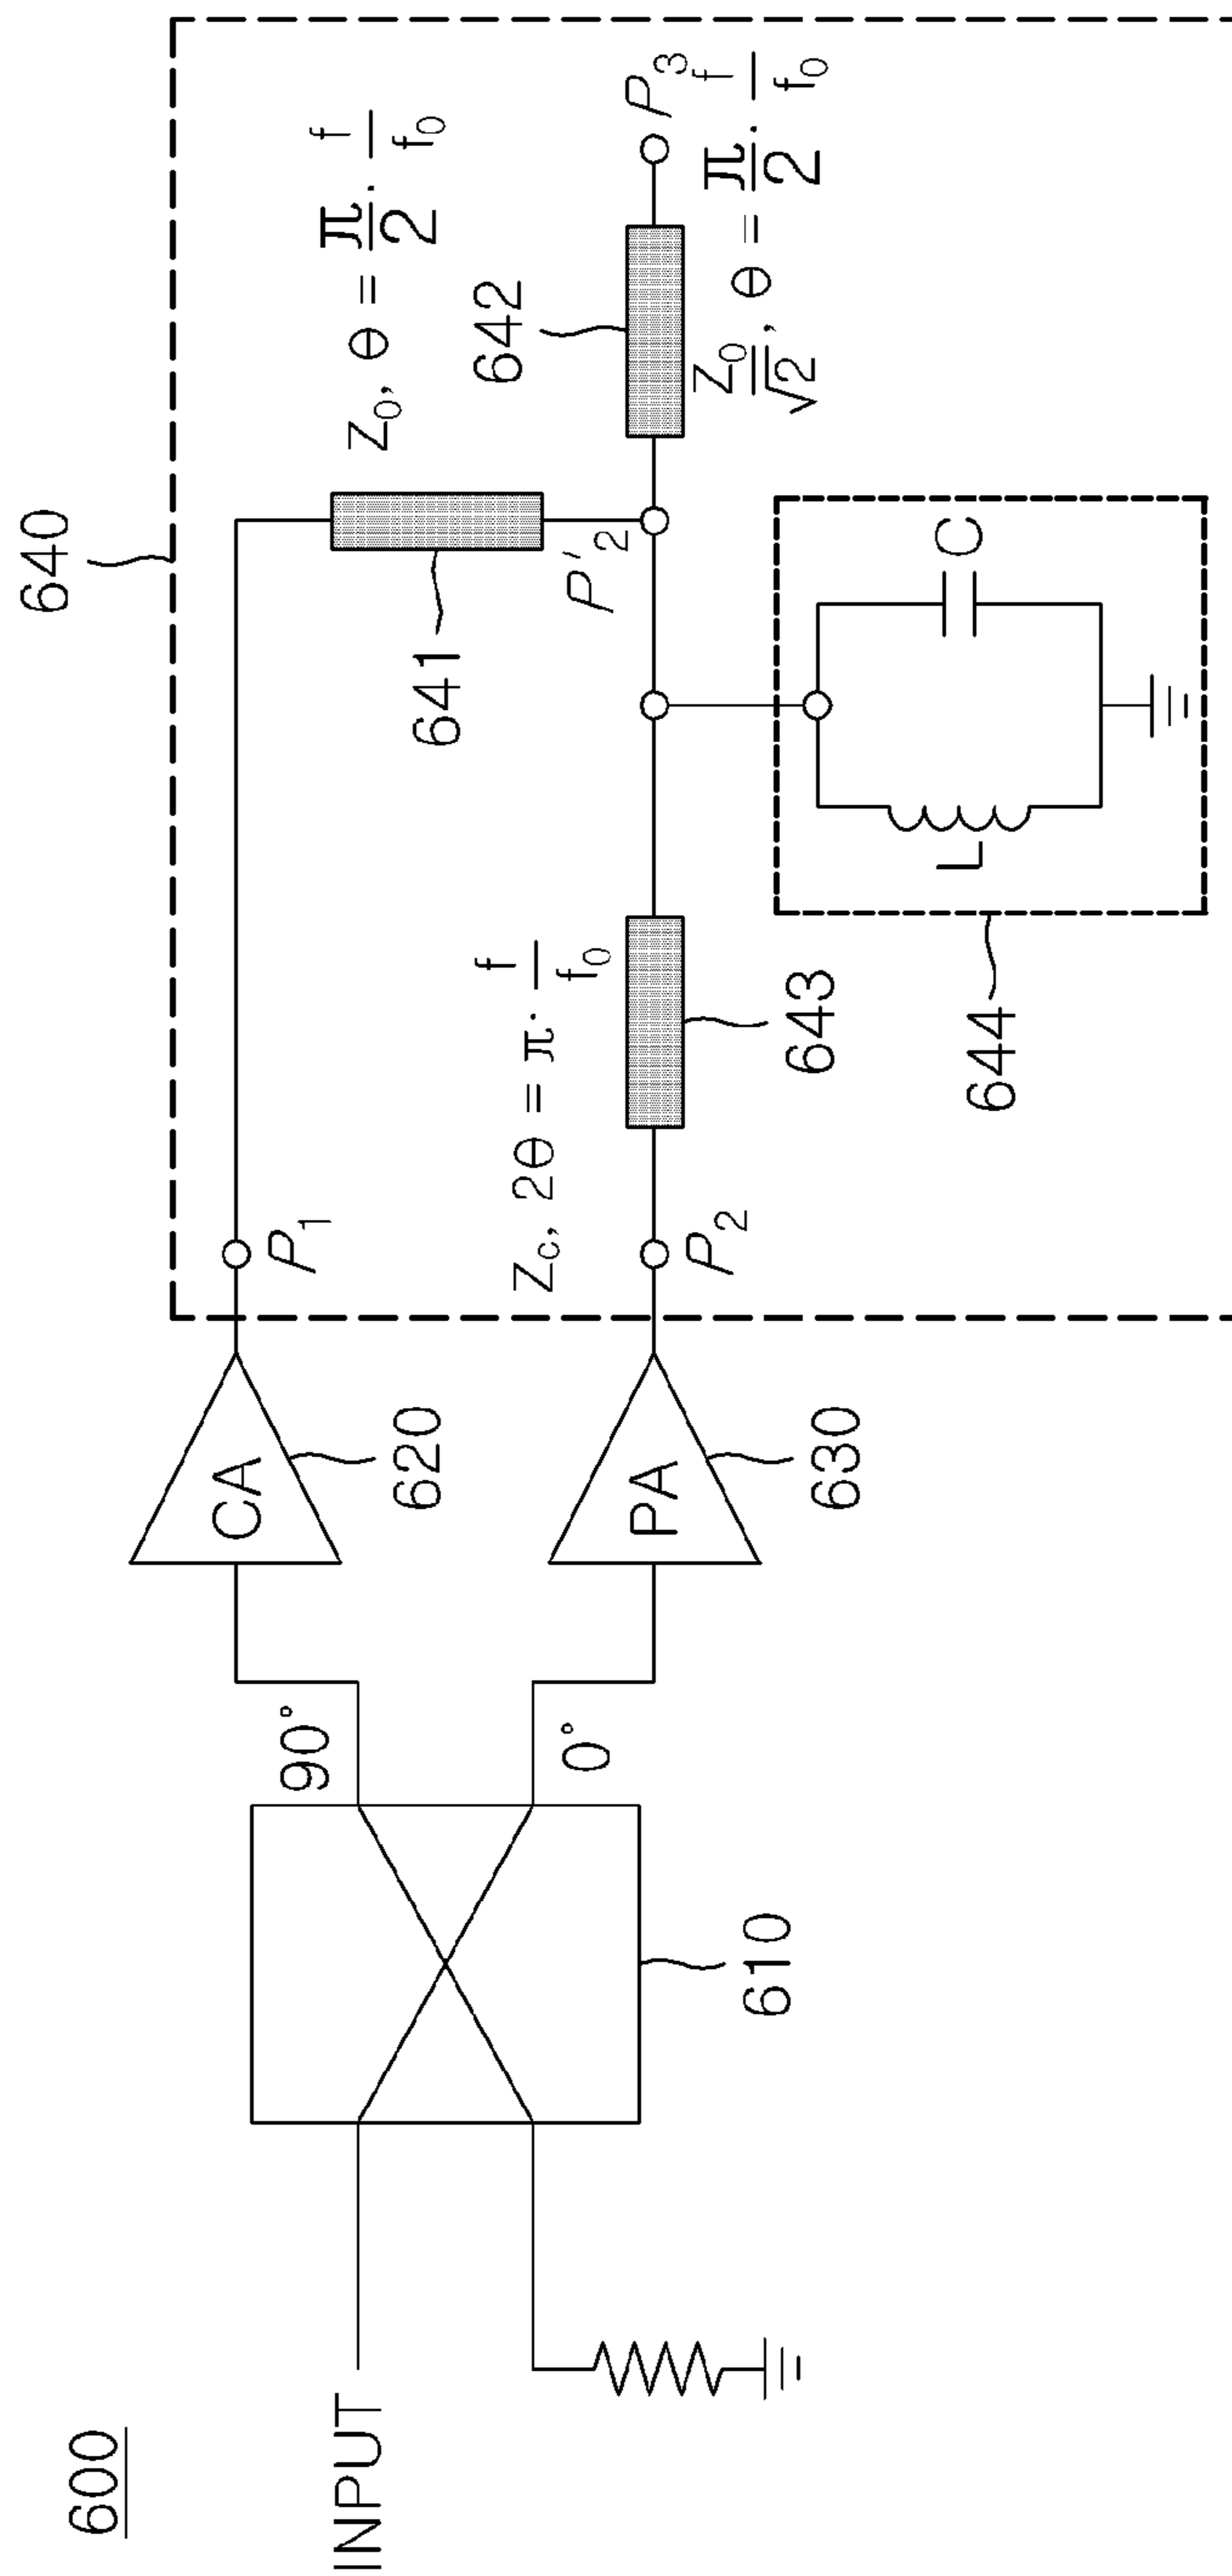 600
INPUT
610
90°
0°
CA
620
PA
630
640
P₁
P₂
Z_c, 2θ = π · f/f₀
643
641
Z₀, θ = π/2 · f/f₀
P'₂
642
P₃
Z₀/√2, θ = π/2 · f/f₀
L
C
644